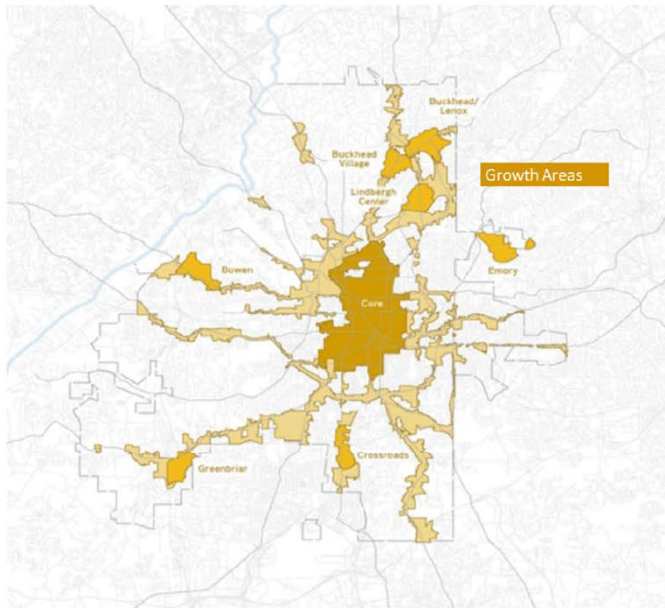 Buckhead/
Lenox
Buckhead
Village
Growth Areas
Lindbergh
Center
Emory
Bowen
Core
Crossroads
Greenbriar